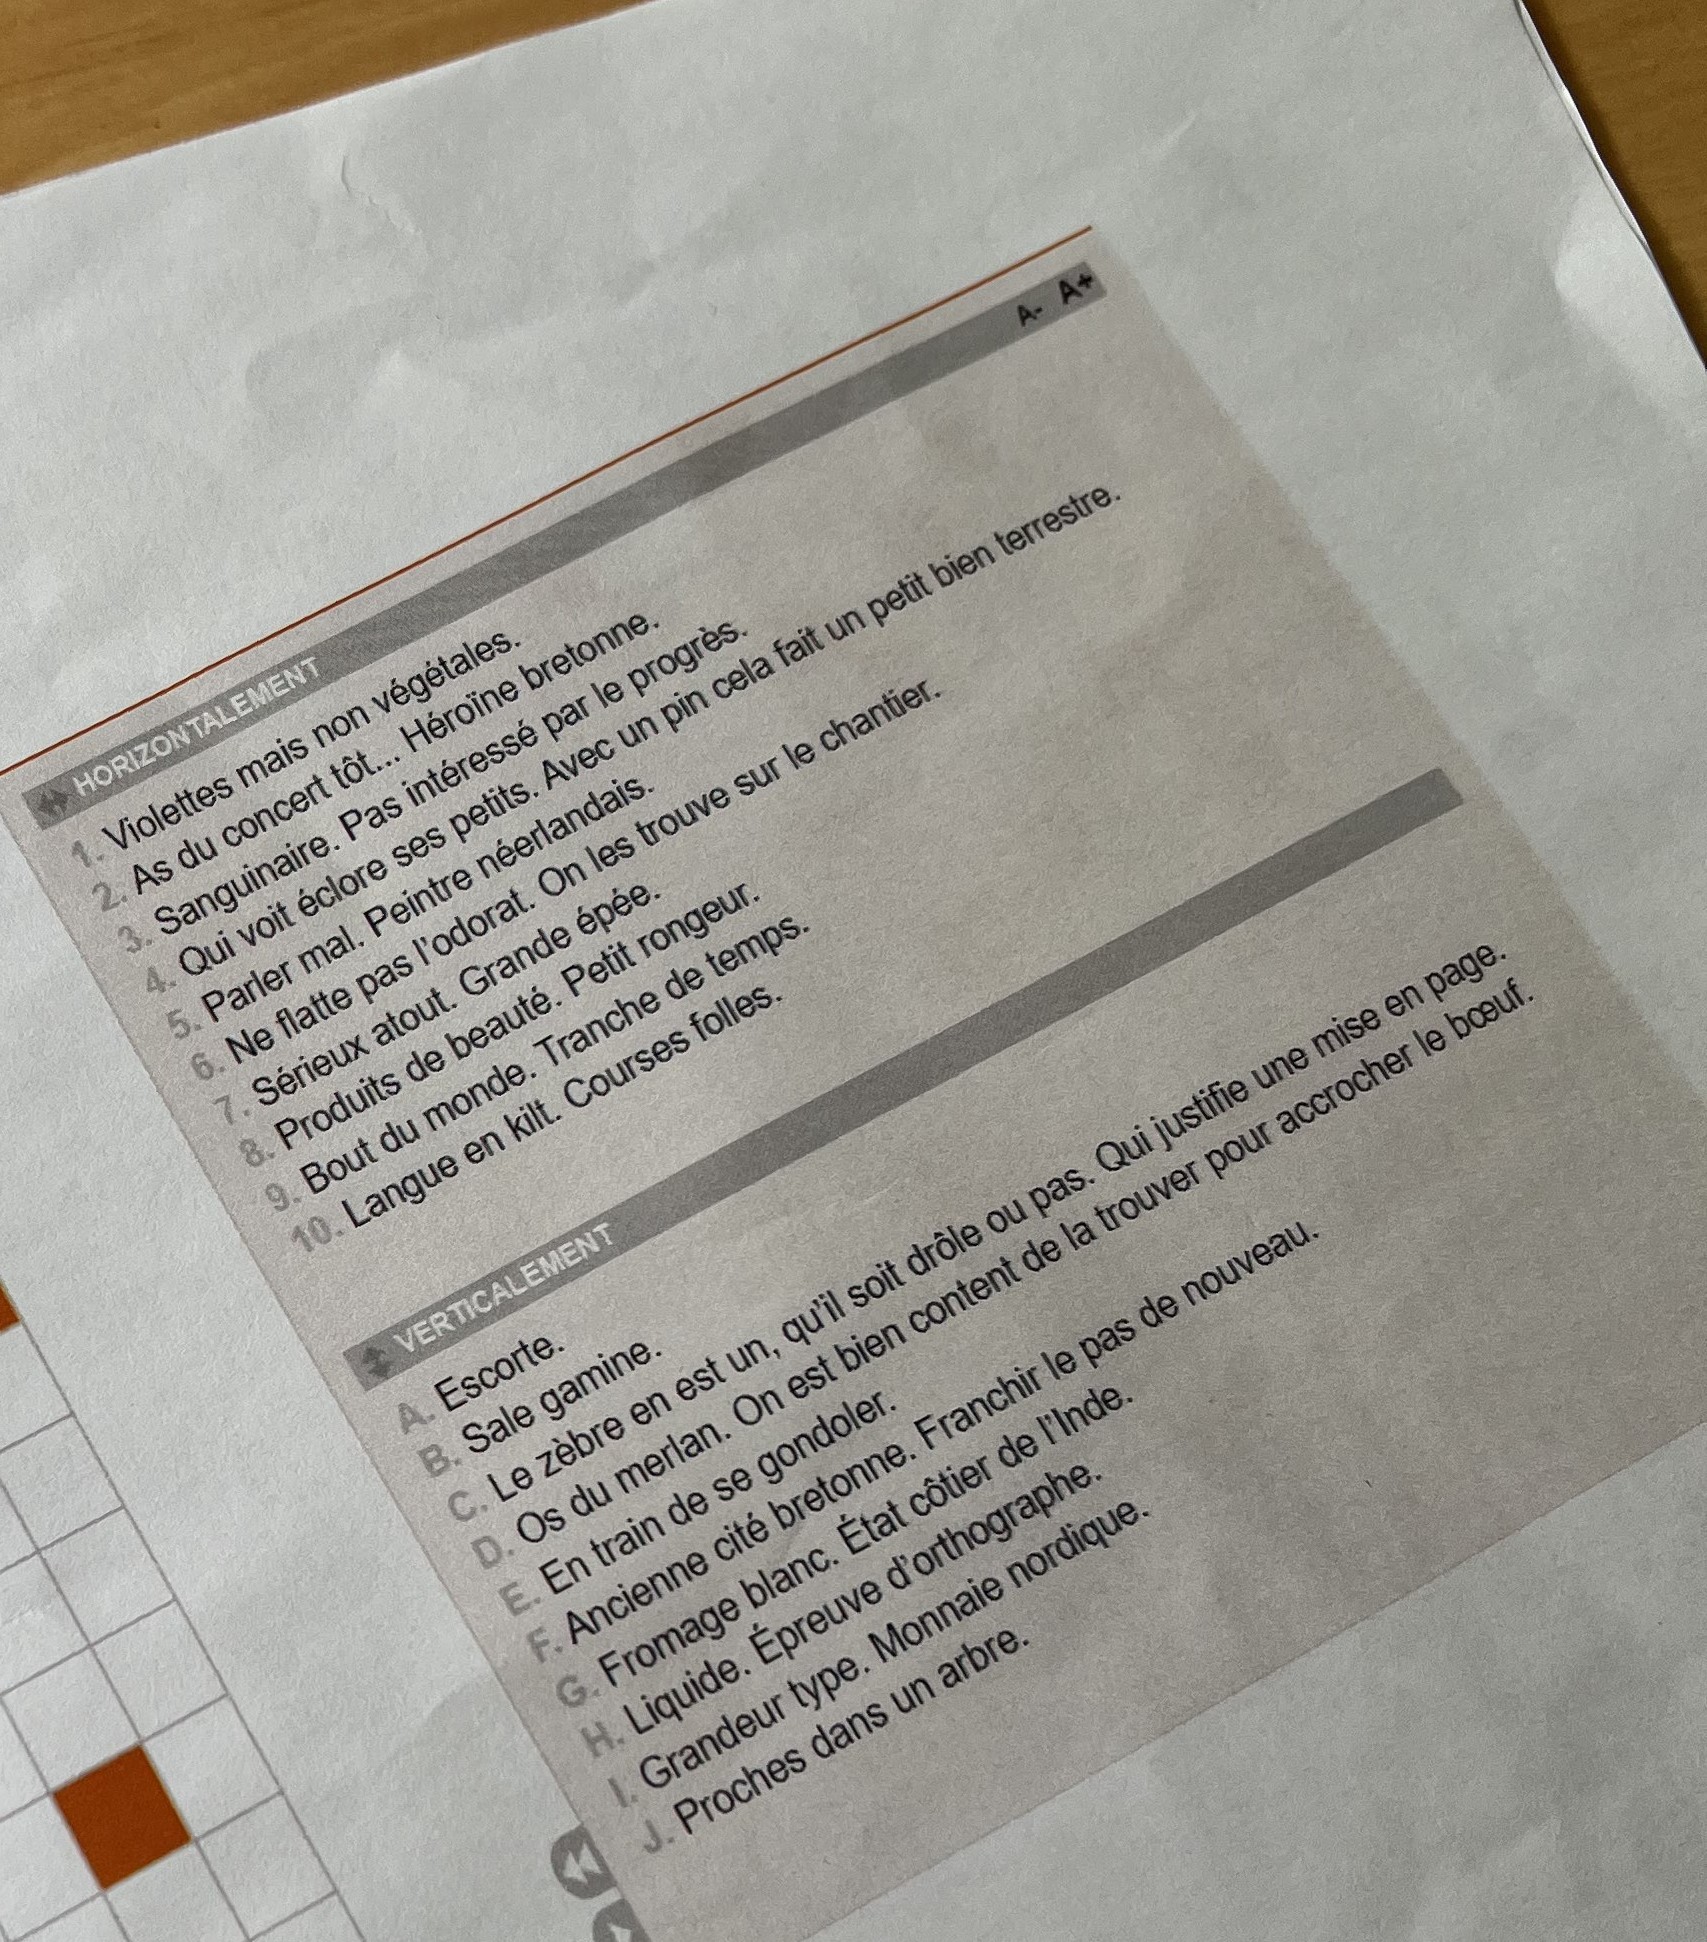 A- A+
HORIZONTALEMENT
1. Violettes mais non végétales.
2. As du concert tôt... Héroïne bretonne.
3. Sanguinaire. Pas intéressé par le progrès.
4. Qui voit éclore ses petits. Avec un pin cela fait un petit bien terrestre.
5. Parler mal. Peintre néerlandais.
6. Ne flatte pas l'odorat. On les trouve sur le chantier.
7. Sérieux atout. Grande épée.
8. Produits de beauté. Petit rongeur.
9. Bout du monde. Tranche de temps.
10. Langue en kilt. Courses folles.
VERTICALEMENT
A. Escorte.
B. Sale gamine.
C. Le zèbre en est un, qu'il soit drôle ou pas. Qui justifie une mise en page.
D. Os du merlan. On est bien content de la trouver pour accrocher le bœuf.
E. En train de se gondoler.
F. Ancienne cité bretonne. Franchir le pas de nouveau.
G. Fromage blanc. État côtier de l'Inde.
H. Liquide. Épreuve d'orthographe.
I. Grandeur type. Monnaie nordique.
J. Proches dans un arbre.